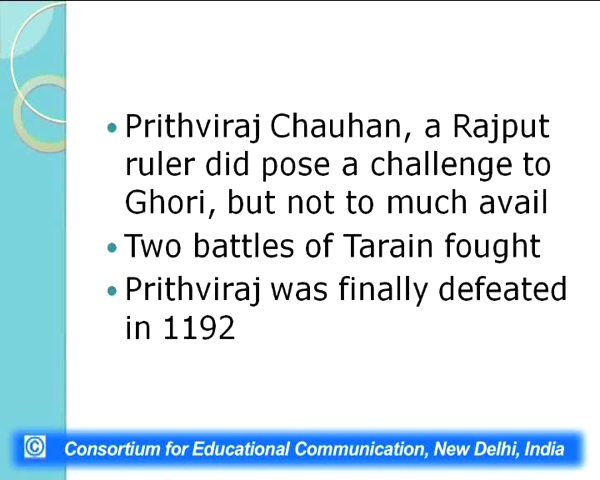 • Prithviraj Chauhan, a Rajput
ruler did pose a challenge to
Ghori, but not to much avail
• Two battles of Tarain fought
• Prithviraj was finally defeated
in 1192
© Consortium for Educational Communication, New Delhi, India